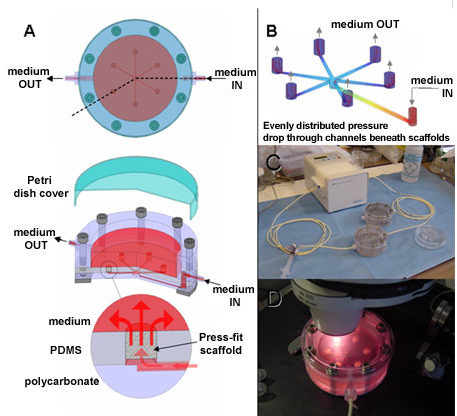 A
medium
OUT
medium
IN
Petri
dish cover
medium
OUT
medium
IN
medium
PDMS
Press-fit
scaffold
polycarbonate
B
medium OUT
medium
IN
Evenly distributed pressure
drop through channels beneath scaffolds
C
D